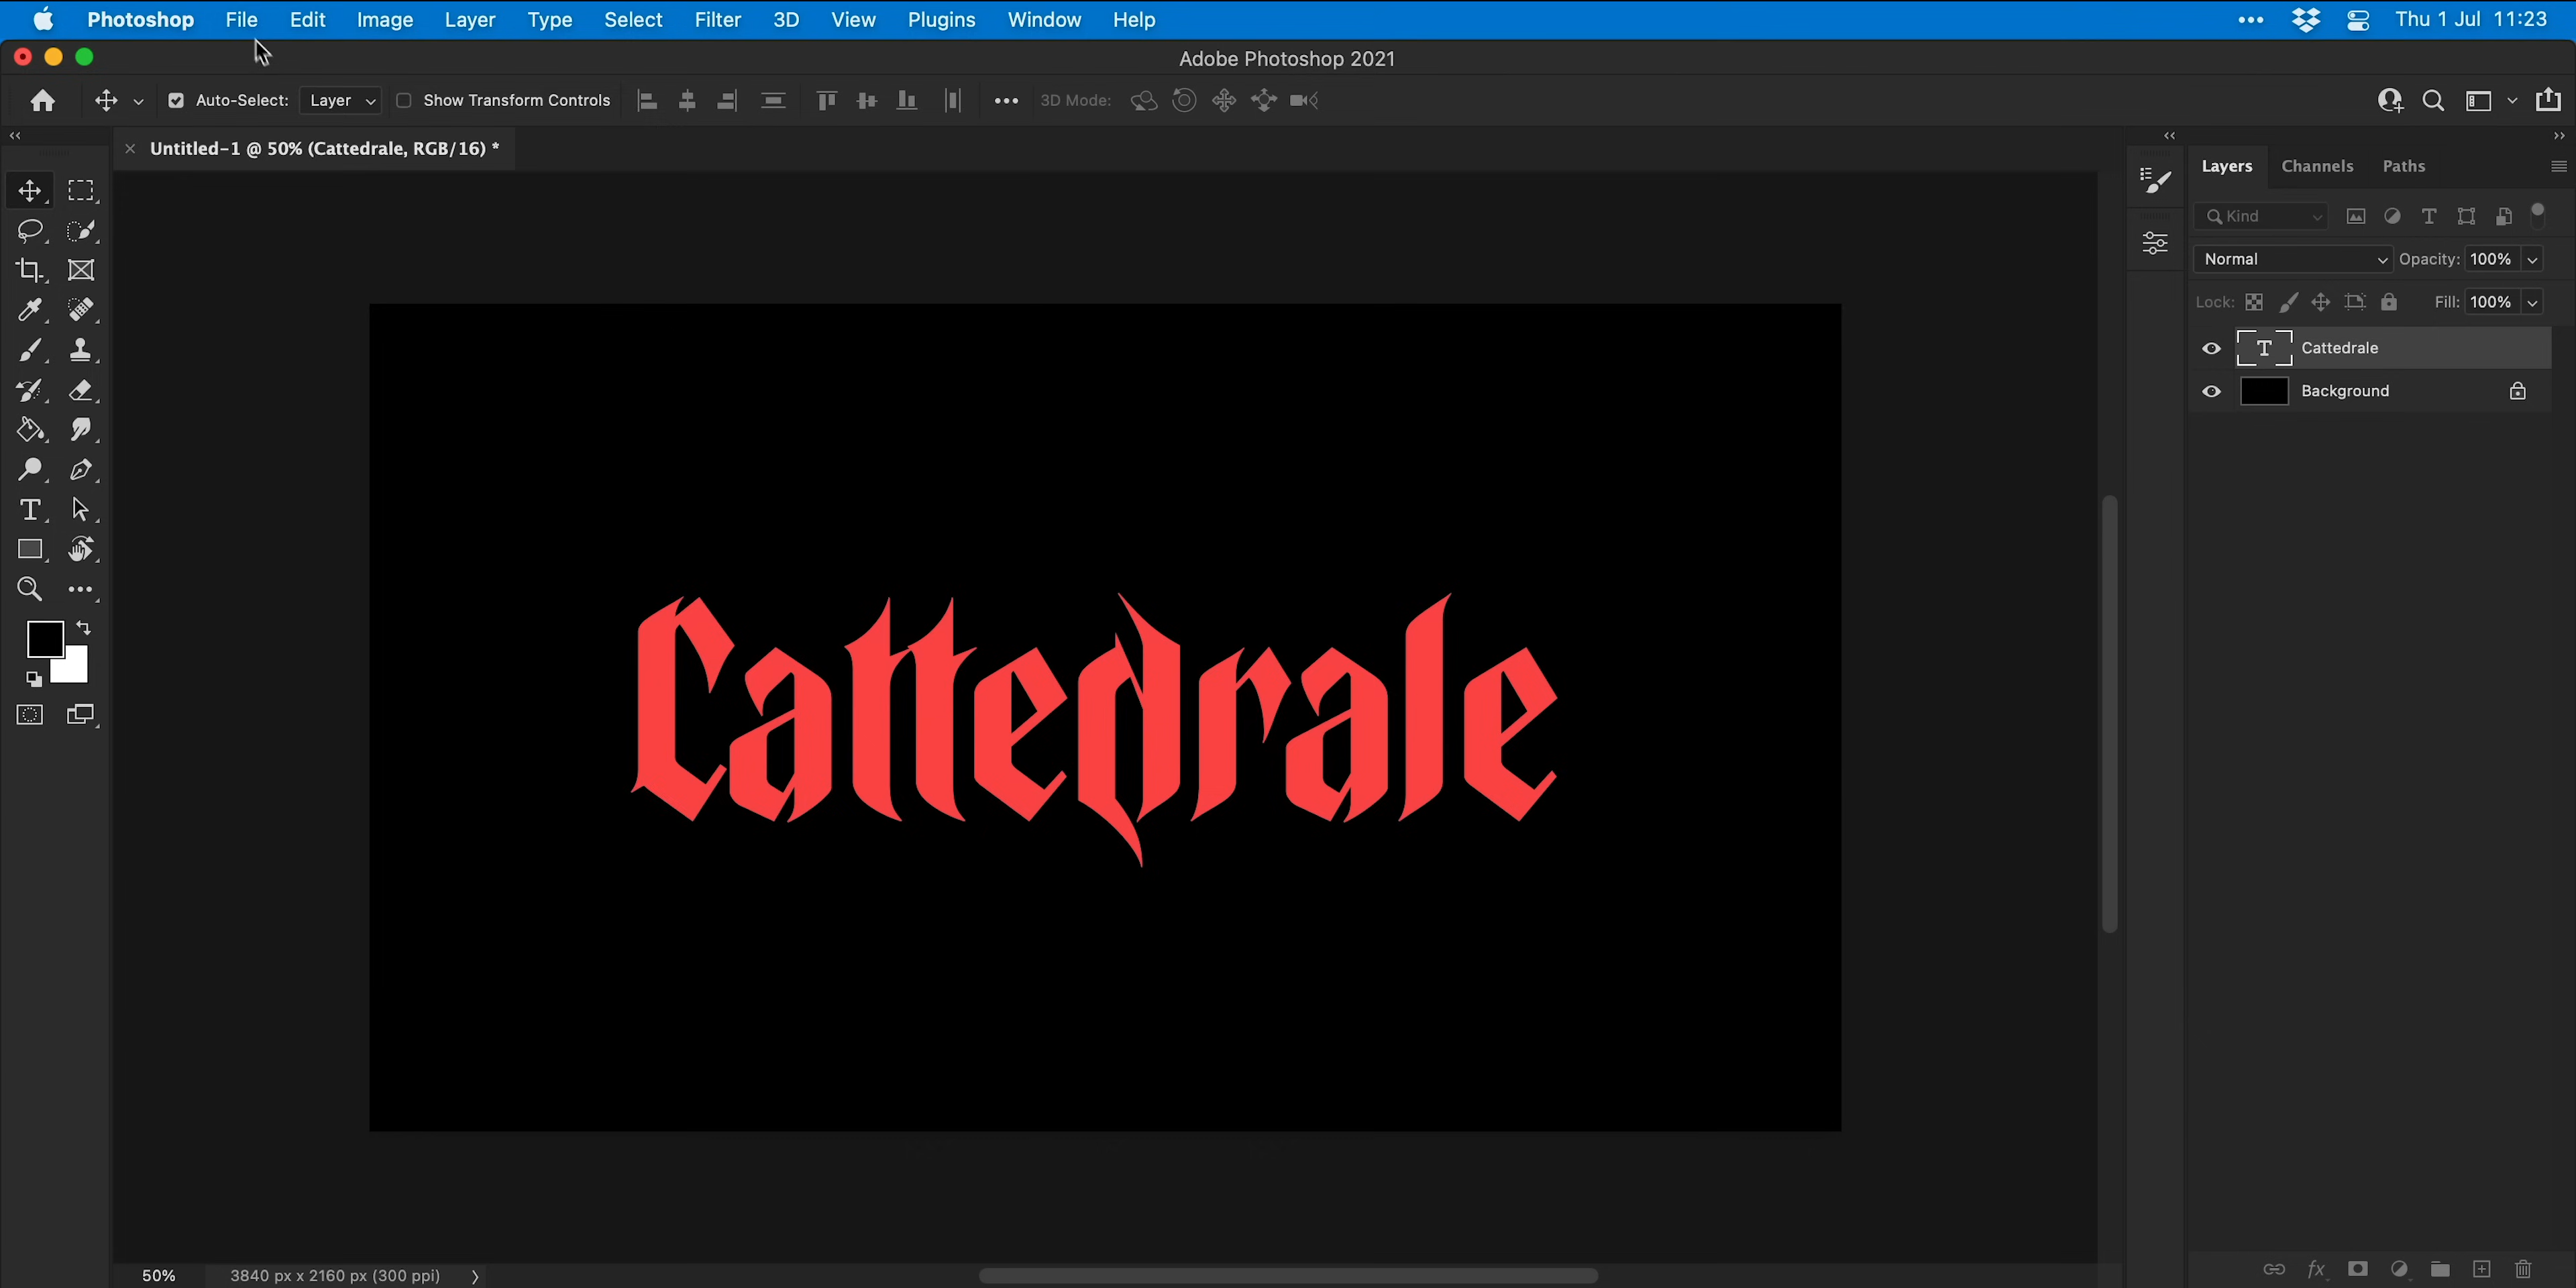 Photoshop File Edit Image Layer Type Select Filter 3D View Plugins Window Help Thu 1 Jul 11:23
Adobe Photoshop 2021
Auto-Select: Layer Show Transform Controls 3D Mode:
Untitled-1 @ 50% (Cattedrale, RGB/16) *
Layers Channels Paths
Kind
Normal Opacity: 100%
Lock: Fill: 100%
T Cattedrale
Background
Cattedrale
50% 3840 px x 2160 px (300 ppi)
fx